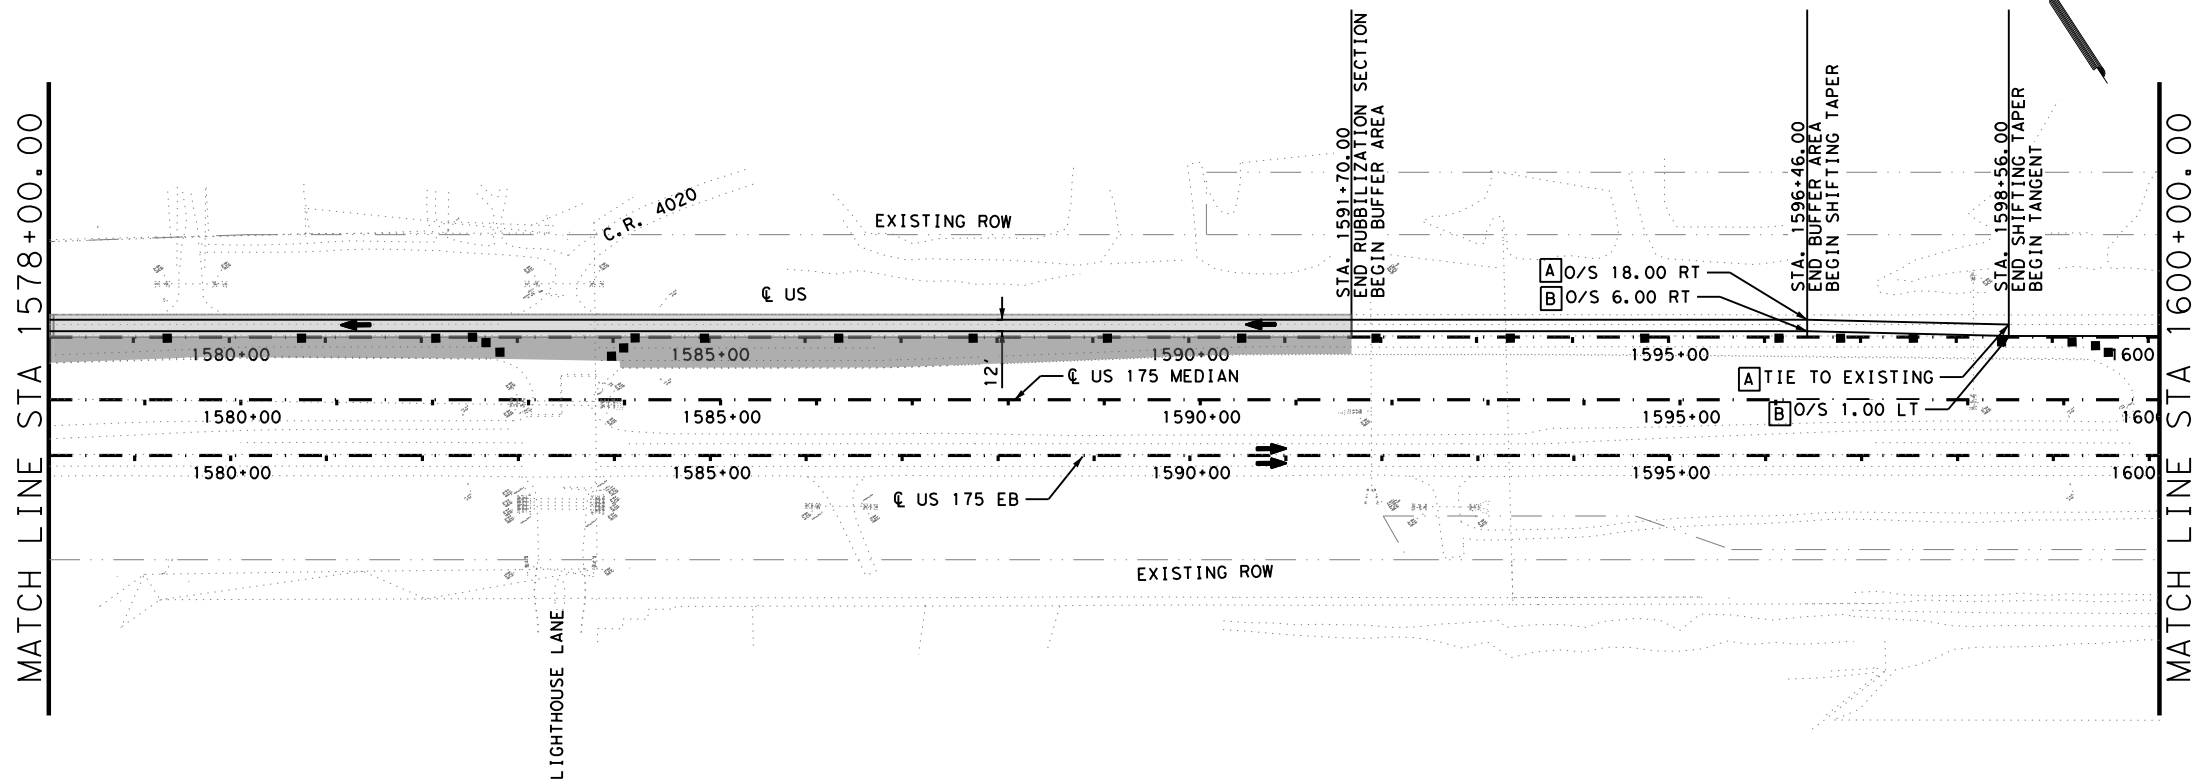 MATCH LINE STA 1578+00.00
C.R. 4020
EXISTING ROW
STA. 1591+70.00
END RUBBILIZATION SECTION
BEGIN BUFFER AREA
STA. 1596+46.00
END BUFFER AREA
BEGIN SHIFTING TAPER
STA. 1598+56.00
END SHIFTING TAPER
BEGIN TANGENT
MATCH LINE STA 1600+00.00
A O/S 18.00 RT
B O/S 6.00 RT
℄ US
1580+00
1585+00
1590+00
1595+00
1600
12'
℄ US 175 MEDIAN
A TIE TO EXISTING
B O/S 1.00 LT
1580+00
1585+00
1590+00
1595+00
160
1580+00
1585+00
1590+00
1595+00
1600
℄ US 175 EB
EXISTING ROW
LIGHTHOUSE LANE